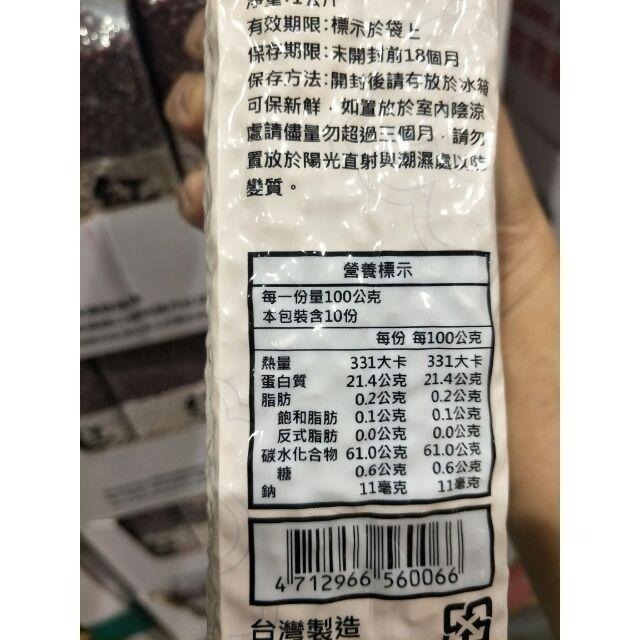 淨重:1公斤
有效期限:標示於袋上
保存期限:未開封前18個月
保存方法:開封後請存放於冰箱
可保新鮮，如置放於室內陰涼
處請儘量勿超過三個月，請勿
置放於陽光直射與潮濕處以防
變質。
營養標示
每一份量100公克
本包裝含10份
每份 每100公克
熱量 331大卡 331大卡
蛋白質 21.4公克 21.4公克
脂肪 0.2公克 0.2公克
飽和脂肪 0.1公克 0.1公克
反式脂肪 0.0公克 0.0公克
碳水化合物 61.0公克 61.0公克
糖 0.6公克 0.6公克
鈉 11毫克 11毫克
4 712966 560066
台灣製造
紅